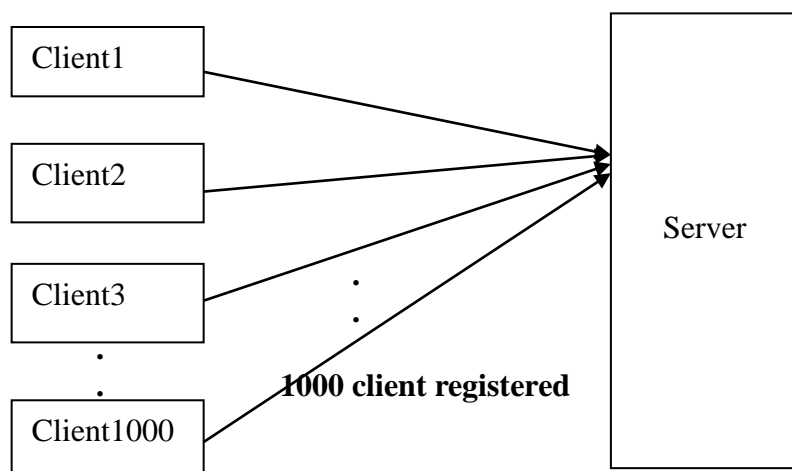 Client1
Client2
Client3
Client1000
1000 client registered
Server